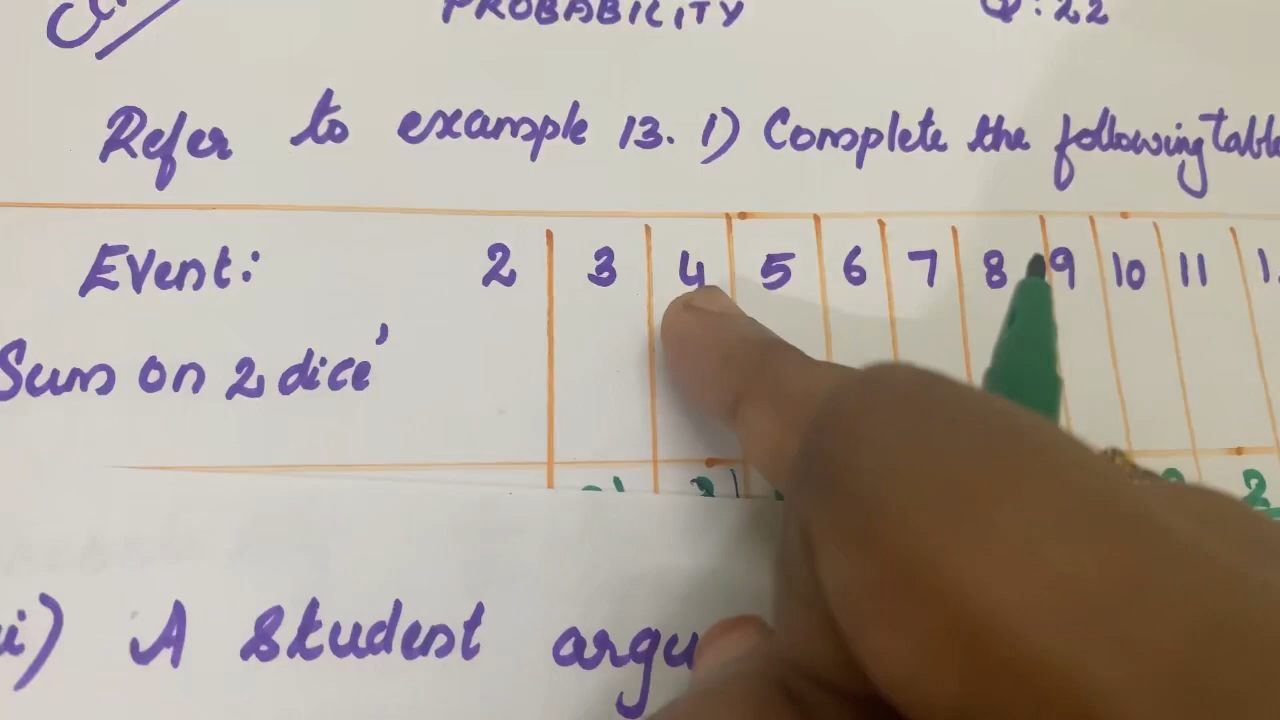 PROBABILITY Q:22
Refer to example 13. 1) Complete the following table
Event: 2 3 4 5 6 7 8 9 10 11
Sum on 2 dice'
A student